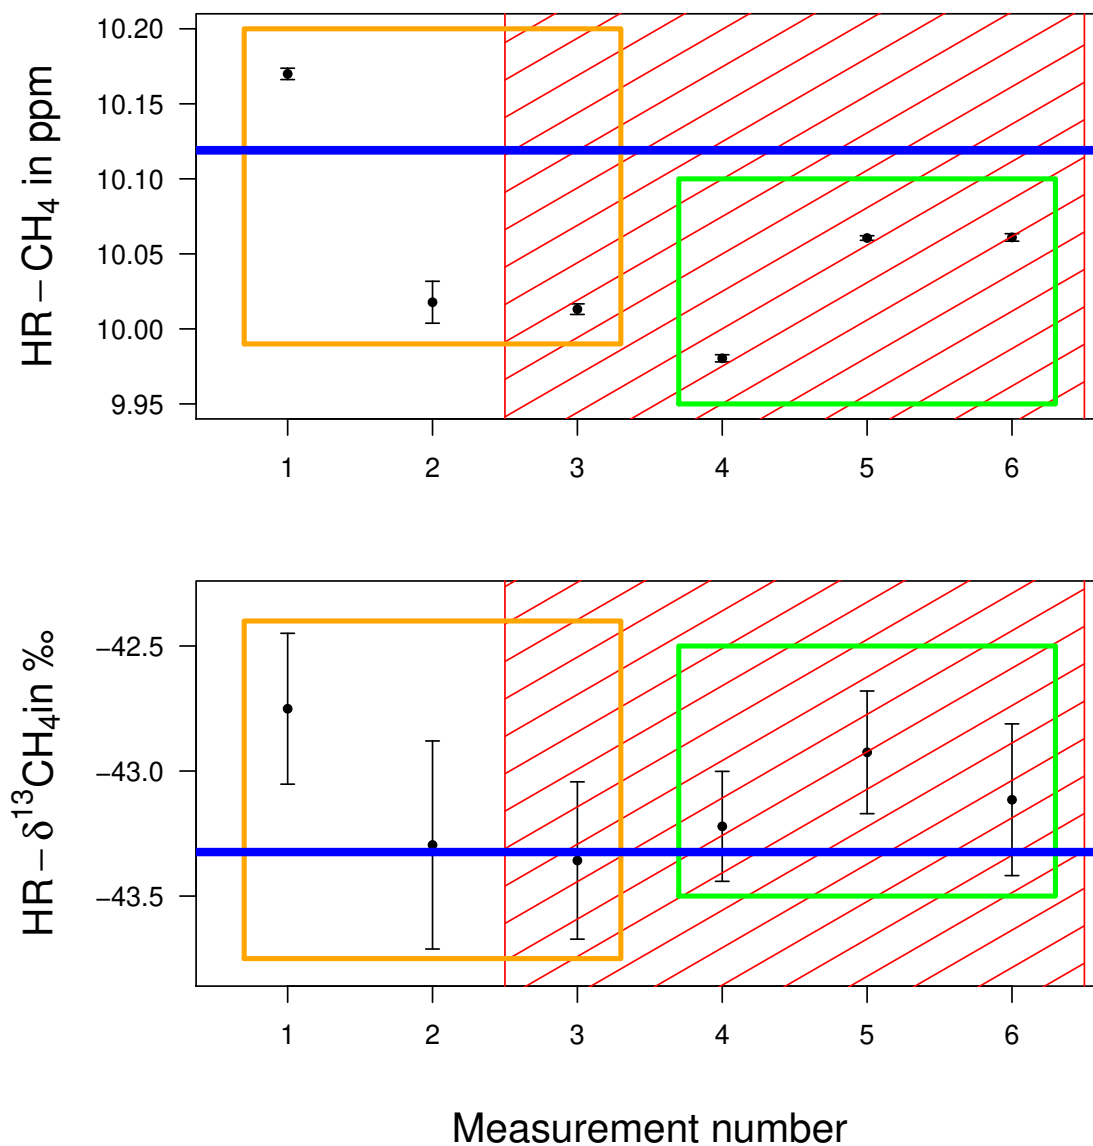 HR−CH₄ in ppm
10.20
10.15
10.10
10.05
10.00
9.95
1 2 3 4 5 6
HR−δ¹³CH₄in ‰
−42.5
−43.0
−43.5
1 2 3 4 5 6
Measurement number